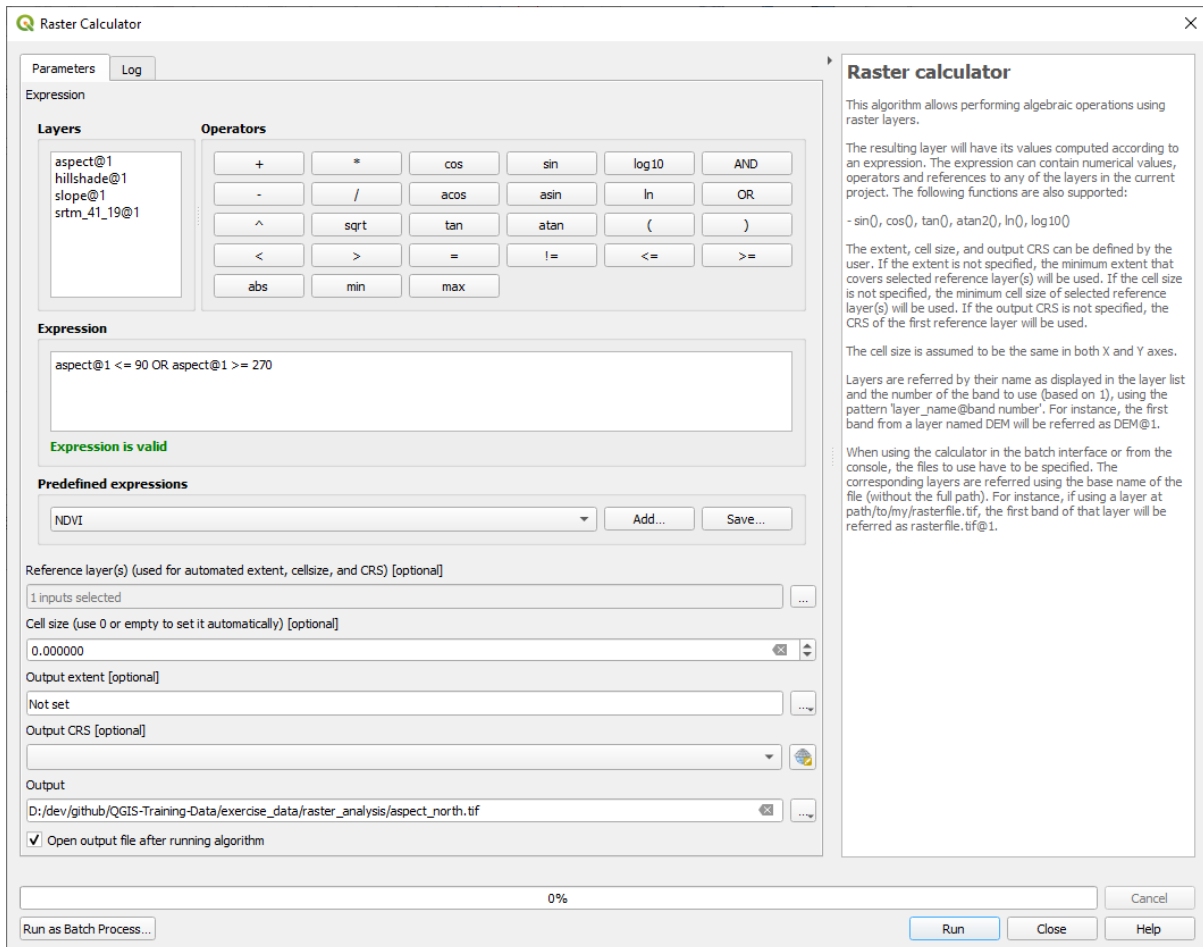 Raster Calculator
Parameters
Log
Expression
Layers
Operators
aspect@1
hillshade@1
slope@1
srtm_41_19@1
+
*
cos
sin
log10
AND
-
/
acos
asin
ln
OR
^
sqrt
tan
atan
(
)
<
>
=
!=
<=
>=
abs
min
max
Expression
aspect@1 <= 90 OR aspect@1 >= 270
Expression is valid
Predefined expressions
NDVI
Add...
Save...
Reference layer(s) (used for automated extent, cellsize, and CRS) [optional]
1 inputs selected
...
Cell size (use 0 or empty to set it automatically) [optional]
0.000000
Output extent [optional]
Not set
...
Output CRS [optional]
Output
D:/dev/github/QGIS-Training-Data/exercise_data/raster_analysis/aspect_north.tif
...
Open output file after running algorithm
Raster calculator
This algorithm allows performing algebraic operations using
raster layers.
The resulting layer will have its values computed according to
an expression. The expression can contain numerical values,
operators and references to any of the layers in the current
project. The following functions are also supported:
- sin(), cos(), tan(), atan2(), ln(), log10()
The extent, cell size, and output CRS can be defined by the
user. If the extent is not specified, the minimum extent that
covers selected reference layer(s) will be used. If the cell size
is not specified, the minimum cell size of selected reference
layer(s) will be used. If the output CRS is not specified, the
CRS of the first reference layer will be used.
The cell size is assumed to be the same in both X and Y axes.
Layers are referred by their name as displayed in the layer list
and the number of the band to use (based on 1), using the
pattern 'layer_name@band number'. For instance, the first
band from a layer named DEM will be referred as DEM@1.
When using the calculator in the batch interface or from the
console, the files to use have to be specified. The
corresponding layers are referred using the base name of the
file (without the full path). For instance, if using a layer at
path/to/my/rasterfile.tif, the first band of that layer will be
referred as rasterfile.tif@1.
0%
Cancel
Run as Batch Process...
Run
Close
Help